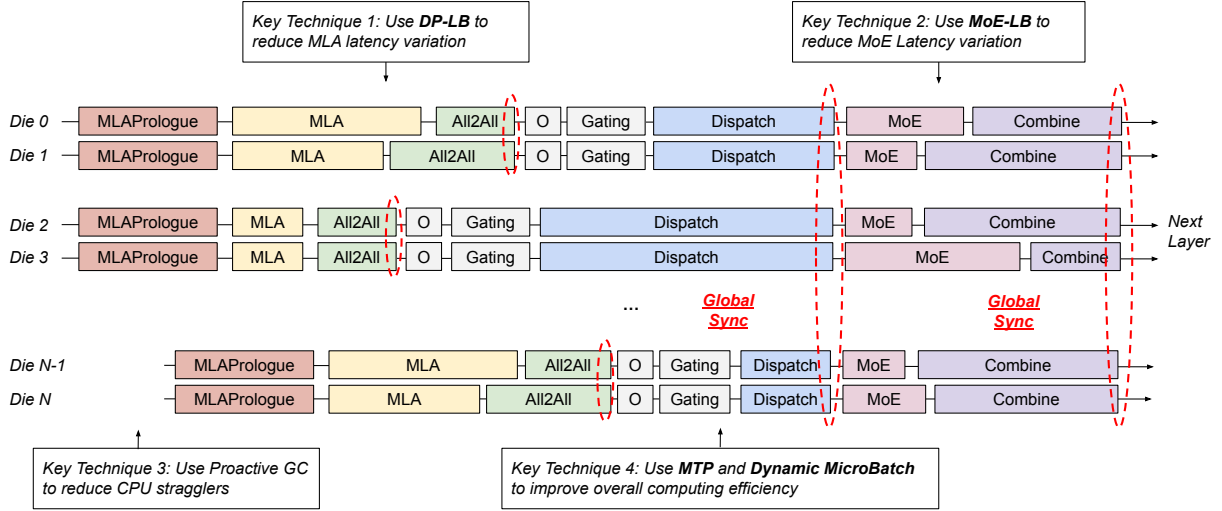 Key Technique 1: Use DP-LB to
reduce MLA latency variation
Key Technique 2: Use MoE-LB to
reduce MoE Latency variation
Die 0 MLAPrologue MLA All2All O Gating Dispatch MoE Combine
Die 1 MLAPrologue MLA All2All O Gating Dispatch MoE Combine
Die 2 MLAPrologue MLA All2All O Gating Dispatch MoE Combine
Die 3 MLAPrologue MLA All2All O Gating Dispatch MoE Combine
Next
Layer
...
Global
Sync
Global
Sync
Die N-1 MLAPrologue MLA All2All O Gating Dispatch MoE Combine
Die N MLAPrologue MLA All2All O Gating Dispatch MoE Combine
Key Technique 3: Use Proactive GC
to reduce CPU stragglers
Key Technique 4: Use MTP and Dynamic MicroBatch
to improve overall computing efficiency